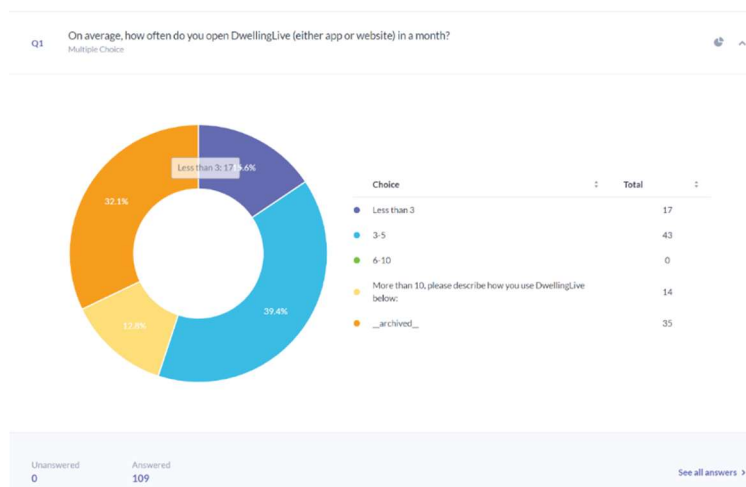 Q1
On average, how often do you open DwellingLive (either app or website) in a month?
Multiple Choice
Less than 3: 17
32.1%
39.4%
12.8%
Choice Total
Less than 3 17
3-5 43
6-10 0
More than 10, please describe how you use DwellingLive
below: 14
__archived__ 35
Unanswered Answered
0 109
See all answers